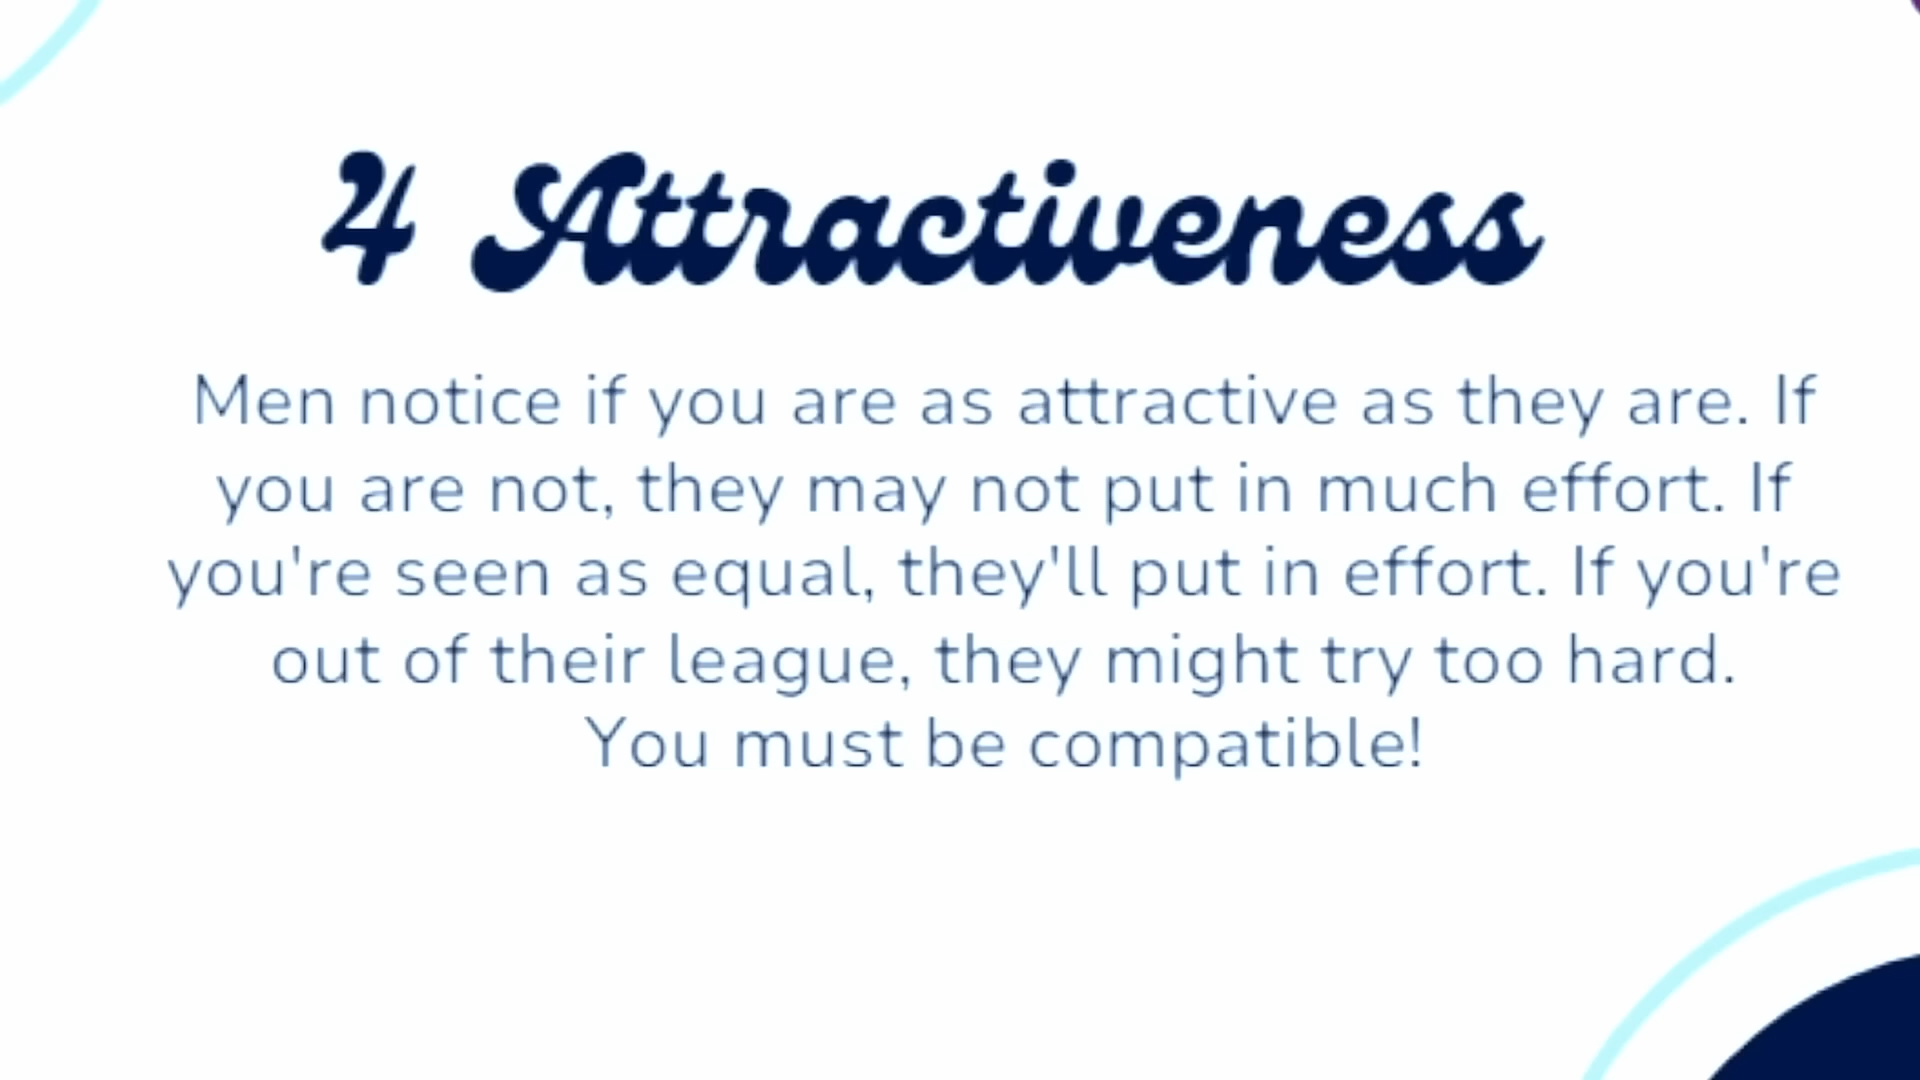 4 Attractiveness
Men notice if you are as attractive as they are. If
you are not, they may not put in much effort. If
you're seen as equal, they'll put in effort. If you're
out of their league, they might try too hard.
You must be compatible!